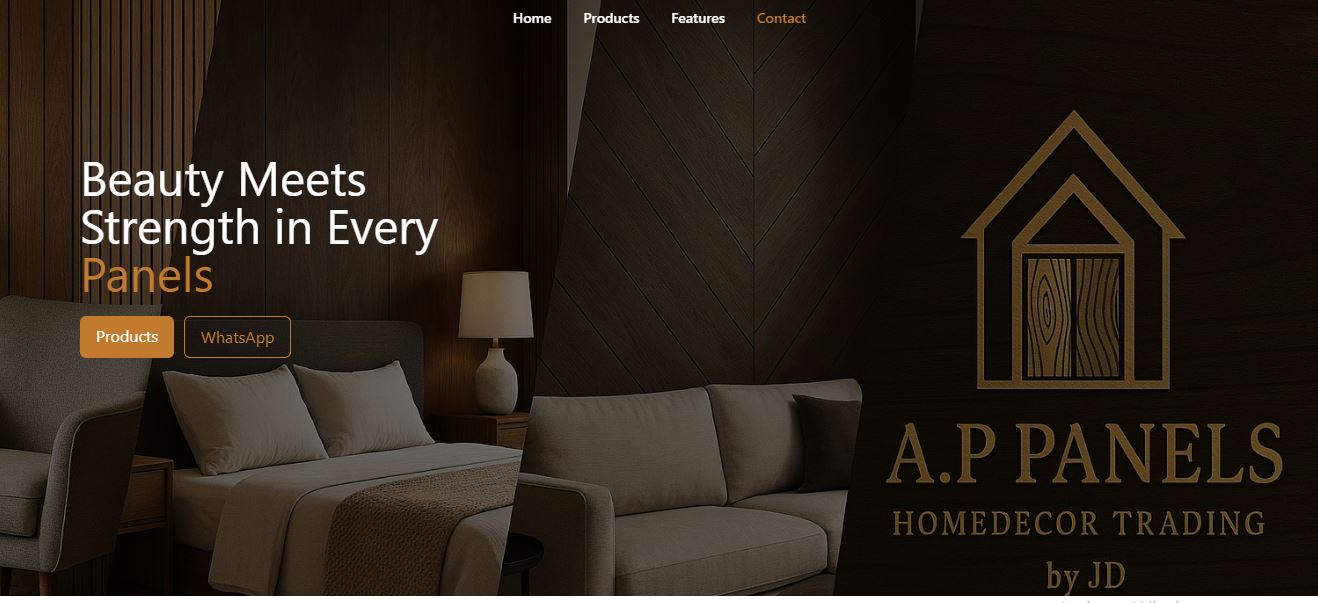 Home Products Features Contact
Beauty Meets
Strength in Every
Panels
Products WhatsApp
A.P PANELS
HOMEDECOR TRADING
by JD